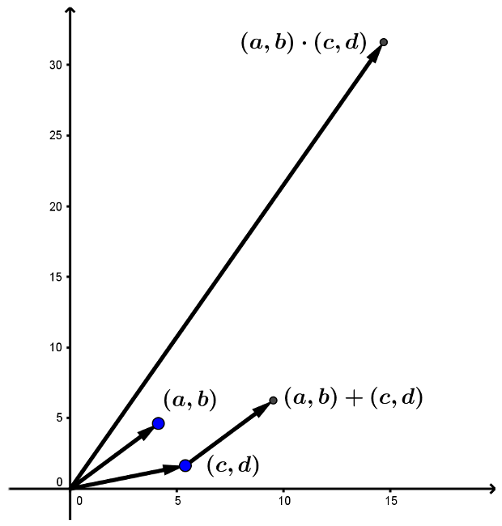 (a, b) · (c, d)
30
25
20
15
10
(a, b)
(a, b) + (c, d)
5
(c, d)
0
0 5 10 15